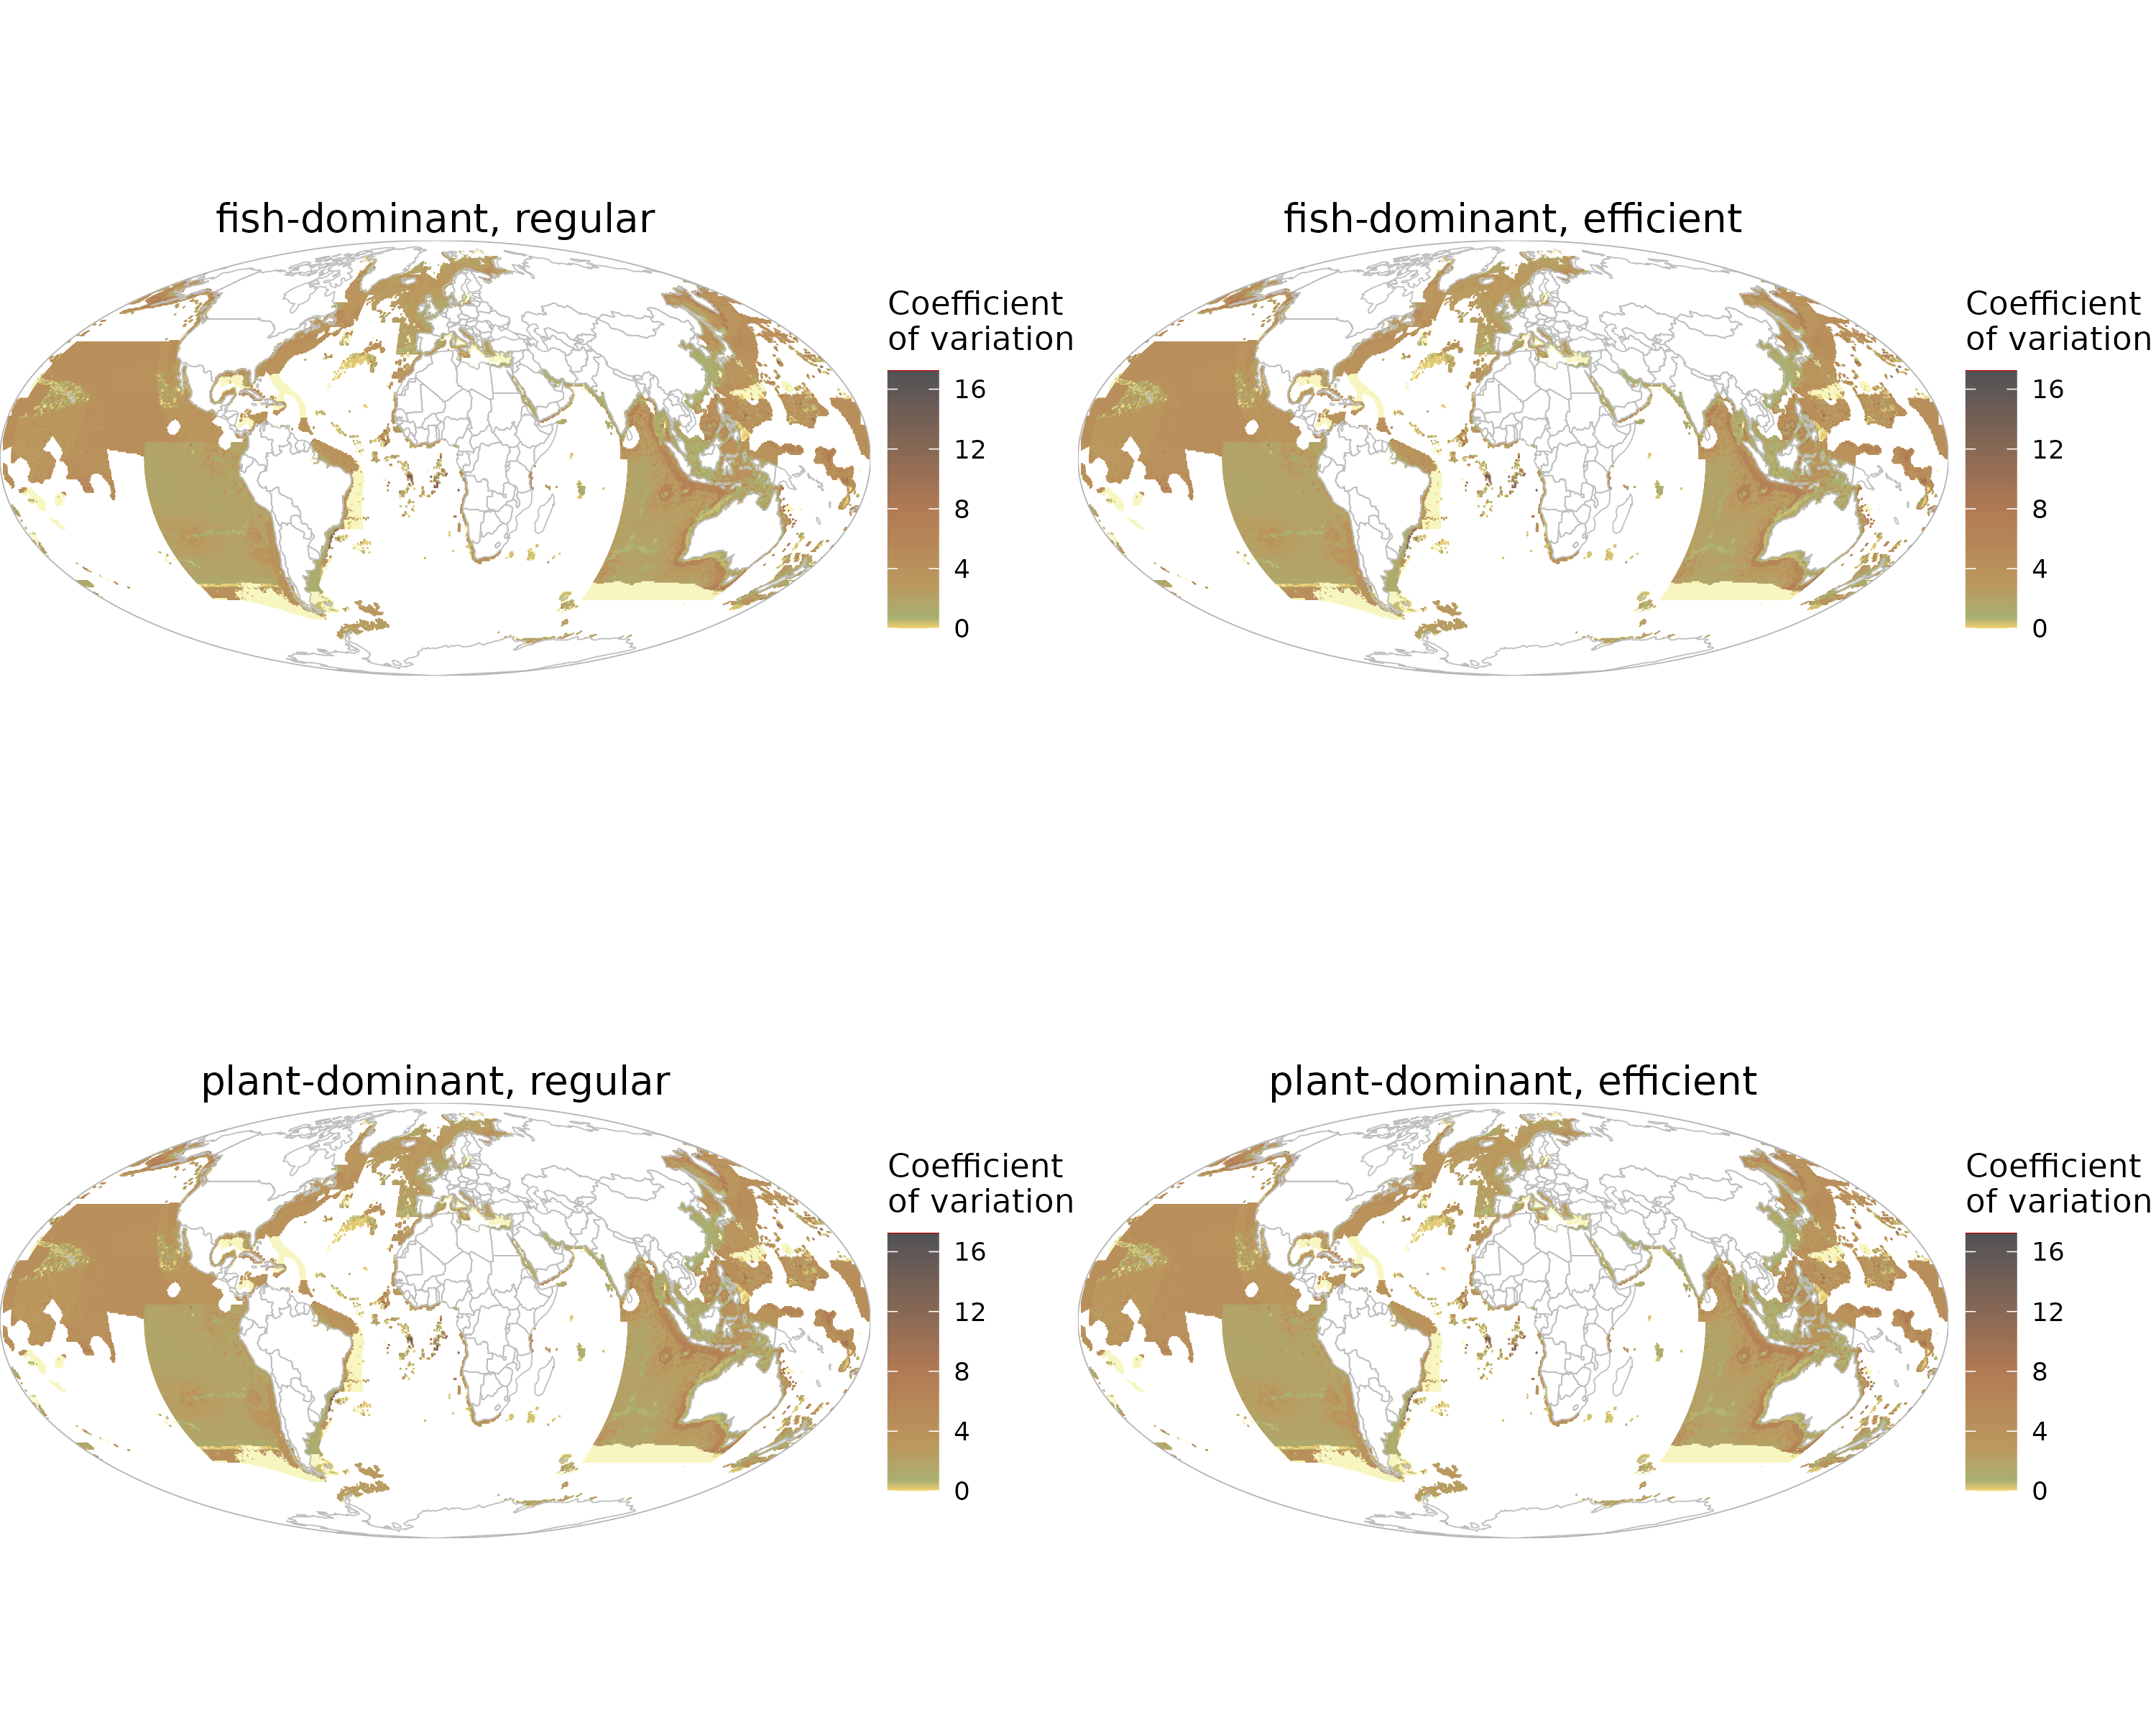 fish-dominant, regular
Coefficient
of variation
16
12
8
4
0
fish-dominant, efficient
Coefficient
of variation
16
12
8
4
0
plant-dominant, regular
Coefficient
of variation
16
12
8
4
0
plant-dominant, efficient
Coefficient
of variation
16
12
8
4
0